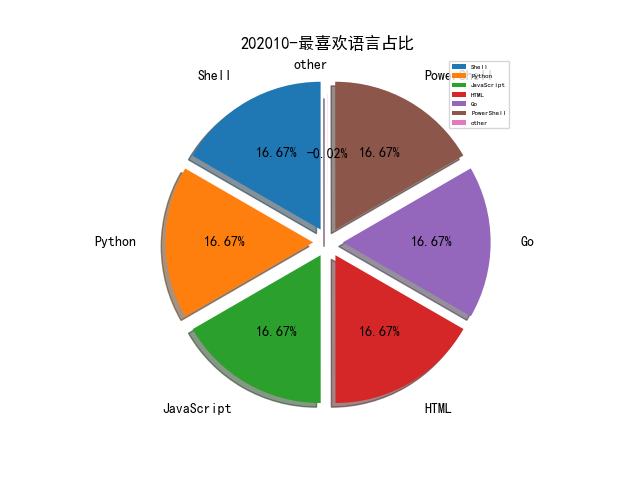 202010-最喜欢语言占比
other
Shell
Power
16.67%
-0.02%
16.67%
Python
16.67%
16.67%
Go
16.67%
16.67%
JavaScript
HTML
Shell
Python
JavaScript
HTML
Go
PowerShell
other